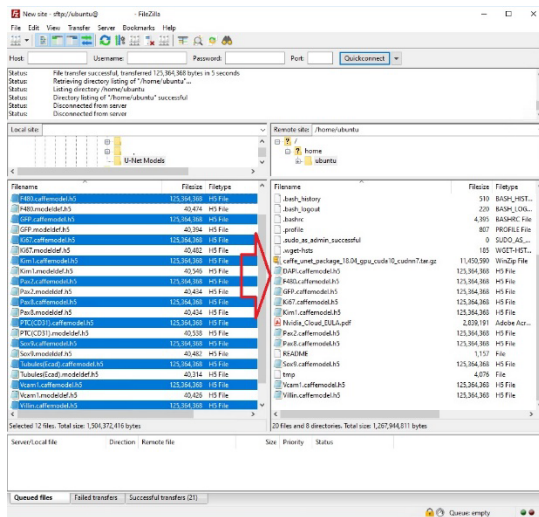 New site - sftp://ubuntu@ - FileZilla
File Edit View Transfer Server Bookmarks Help
Host: Username: Password: Port: Quickconnect
Status: File transfer successful, transferred 125,364,368 bytes in 5 seconds
Status: Retrieving directory listing of "/home/ubuntu"...
Status: Listing directory /home/ubuntu
Status: Directory listing of "/home/ubuntu" successful
Status: Disconnected from server
Status: Disconnected from server
Local site:
U-Net Models
Remote site: /home/ubuntu
/
home
ubuntu
Filename Filesize Filetype
F480.caffemodel.h5 125,364,368 H5 File
F480.modeldef.h5 40,474 H5 File
GFP.caffemodel.h5 125,364,368 H5 File
GFP.modeldef.h5 40,394 H5 File
Ki67.caffemodel.h5 125,364,368 H5 File
Ki67.modeldef.h5 40,482 H5 File
Kim1.caffemodel.h5 125,364,368 H5 File
Kim1.modeldef.h5 40,546 H5 File
Pax2.caffemodel.h5 125,364,368 H5 File
Pax2.modeldef.h5 40,434 H5 File
Pax8.caffemodel.h5 125,364,368 H5 File
Pax8.modeldef.h5 40,434 H5 File
PTC(CD31).caffemodel.h5 125,364,368 H5 File
PTC(CD31).modeldef.h5 40,538 H5 File
Sox9.caffemodel.h5 125,364,368 H5 File
Sox9.modeldef.h5 40,482 H5 File
Tubules(Ecad).caffemodel.h5 125,364,368 H5 File
Tubules(Ecad).modeldef.h5 40,314 H5 File
Vcam1.caffemodel.h5 125,364,368 H5 File
Vcam1.modeldef.h5 40,426 H5 File
Villin.caffemodel.h5 125,364,368 H5 File
Selected 12 files. Total size: 1,504,372,416 bytes
Filename Filesize Filetype
.bash_history 510 BASH_HIST...
.bash_logout 220 BASH_LOG...
.bashrc 4,395 BASHRC File
.profile 807 PROFILE File
.sudo_as_admin_successful 0 SUDO_AS_...
.wget-hsts 185 WGET-HST...
caffe_unet_package_18.04_gpu_cuda10_cudnn7.tar.gz 11,450,590 WinZip File
DAPI.caffemodel.h5 125,364,368 H5 File
F480.caffemodel.h5 125,364,368 H5 File
GFP.caffemodel.h5 125,364,368 H5 File
Ki67.caffemodel.h5 125,364,368 H5 File
Kim1.caffemodel.h5 125,364,368 H5 File
Nvidia_Cloud_EULA.pdf 2,839,191 Adobe Acr...
Pax2.caffemodel.h5 125,364,368 H5 File
Pax8.caffemodel.h5 125,364,368 H5 File
README 1,157 File
Sox9.caffemodel.h5 125,364,368 H5 File
tmp 4,076 File
Vcam1.caffemodel.h5 125,364,368 H5 File
Villin.caffemodel.h5 125,364,368 H5 File
20 files and 8 directories. Total size: 1,267,944,811 bytes
Server/Local file Direction Remote file Size Priority Status
Queued files Failed transfers Successful transfers (21)
Queue: empty